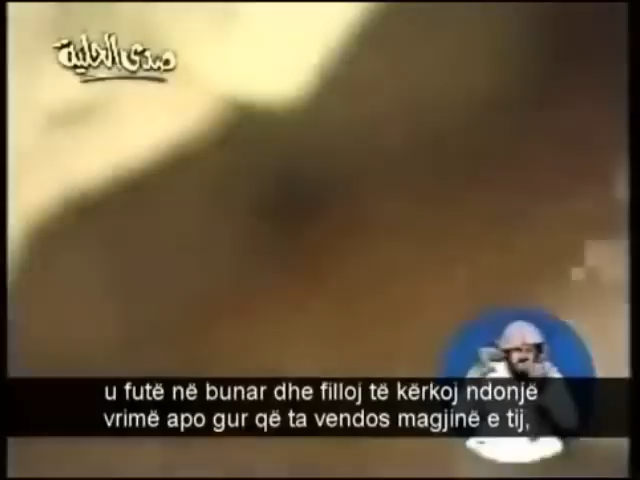 صدى الحلية
u futë në bunar dhe filloj të kërkoj ndonjë
vrimë apo gur që ta vendos magjinë e tij,